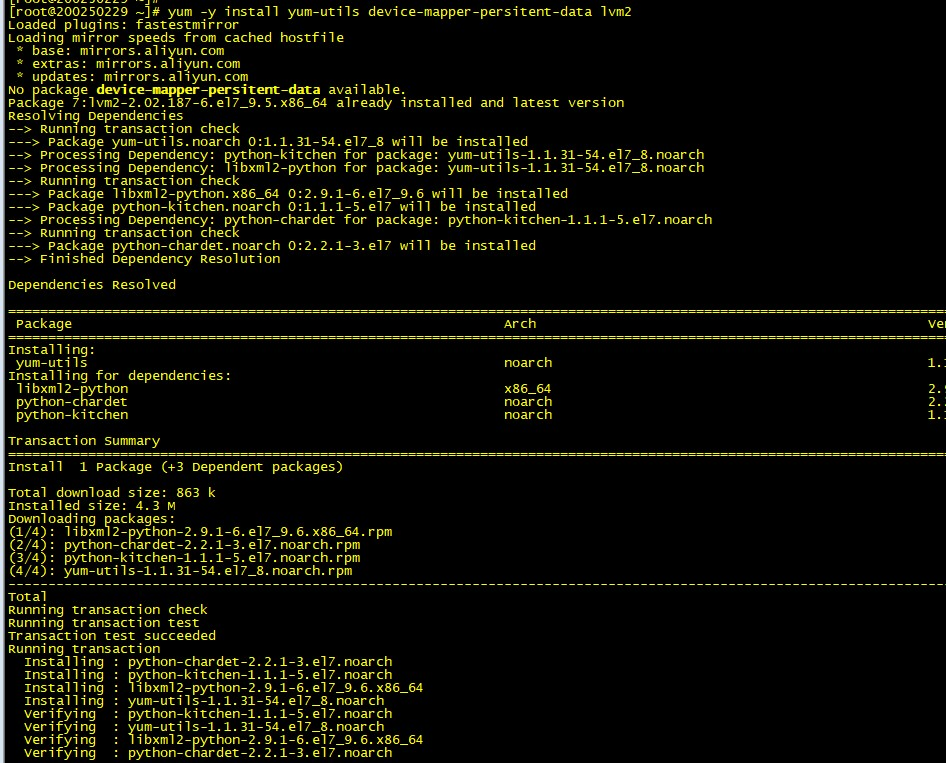 [root@200250229 ~]#
[root@200250229 ~]# yum -y install yum-utils device-mapper-persitent-data lvm2
Loaded plugins: fastestmirror
Loading mirror speeds from cached hostfile
* base: mirrors.aliyun.com
* extras: mirrors.aliyun.com
* updates: mirrors.aliyun.com
No package device-mapper-persitent-data available.
Package 7:lvm2-2.02.187-6.el7_9.5.x86_64 already installed and latest version
Resolving Dependencies
--> Running transaction check
---> Package yum-utils.noarch 0:1.1.31-54.el7_8 will be installed
--> Processing Dependency: python-kitchen for package: yum-utils-1.1.31-54.el7_8.noarch
--> Processing Dependency: libxml2-python for package: yum-utils-1.1.31-54.el7_8.noarch
--> Running transaction check
---> Package libxml2-python.x86_64 0:2.9.1-6.el7_9.6 will be installed
---> Package python-kitchen.noarch 0:1.1.1-5.el7 will be installed
--> Processing Dependency: python-chardet for package: python-kitchen-1.1.1-5.el7.noarch
--> Running transaction check
---> Package python-chardet.noarch 0:2.2.1-3.el7 will be installed
--> Finished Dependency Resolution
Dependencies Resolved
Package Arch Ve
Installing:
yum-utils noarch 1.
Installing for dependencies:
libxml2-python x86_64 2.
python-chardet noarch 2.
python-kitchen noarch 1.
Transaction Summary
Install  1 Package (+3 Dependent packages)
Total download size: 863 k
Installed size: 4.3 M
Downloading packages:
(1/4): libxml2-python-2.9.1-6.el7_9.6.x86_64.rpm
(2/4): python-chardet-2.2.1-3.el7.noarch.rpm
(3/4): python-kitchen-1.1.1-5.el7.noarch.rpm
(4/4): yum-utils-1.1.31-54.el7_8.noarch.rpm
Total
Running transaction check
Running transaction test
Transaction test succeeded
Running transaction
Installing : python-chardet-2.2.1-3.el7.noarch
Installing : python-kitchen-1.1.1-5.el7.noarch
Installing : libxml2-python-2.9.1-6.el7_9.6.x86_64
Installing : yum-utils-1.1.31-54.el7_8.noarch
Verifying  : python-kitchen-1.1.1-5.el7.noarch
Verifying  : yum-utils-1.1.31-54.el7_8.noarch
Verifying  : libxml2-python-2.9.1-6.el7_9.6.x86_64
Verifying  : python-chardet-2.2.1-3.el7.noarch